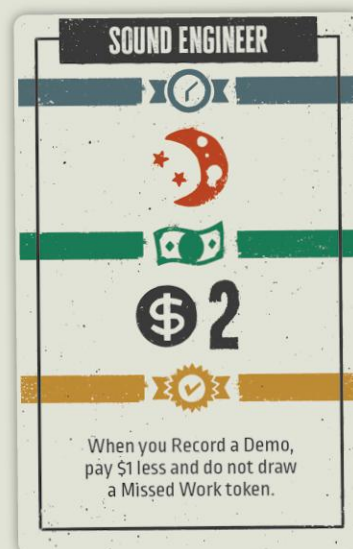 SOUND ENGINEER
$ 2
When you Record a Demo,
pay $1 less and do not draw
a Missed Work token.